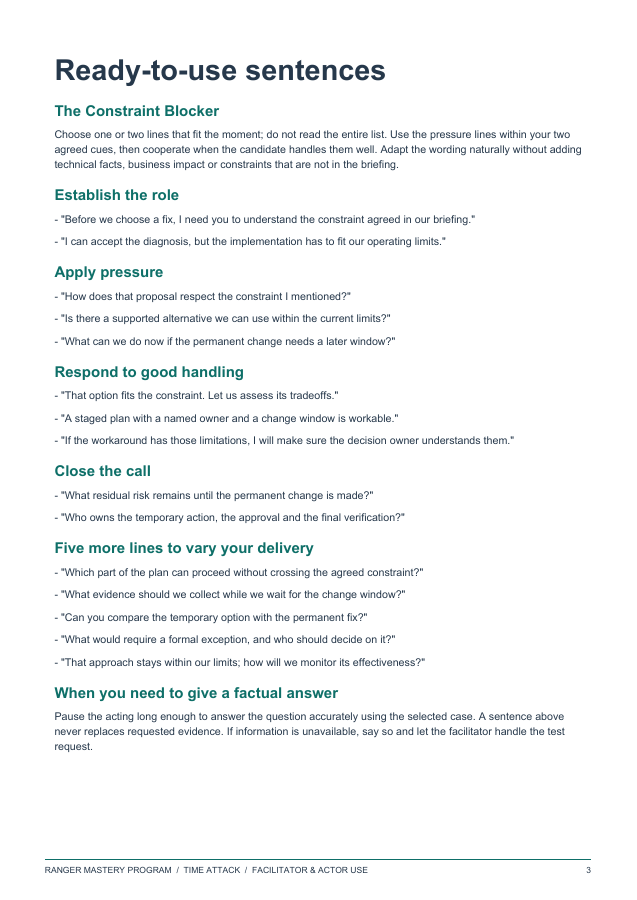 Ready-to-use sentences
The Constraint Blocker
Choose one or two lines that fit the moment; do not read the entire list. Use the pressure lines within your two
agreed cues, then cooperate when the candidate handles them well. Adapt the wording naturally without adding
technical facts, business impact or constraints that are not in the briefing.
Establish the role
- "Before we choose a fix, I need you to understand the constraint agreed in our briefing."
- "I can accept the diagnosis, but the implementation has to fit our operating limits."
Apply pressure
- "How does that proposal respect the constraint I mentioned?"
- "Is there a supported alternative we can use within the current limits?"
- "What can we do now if the permanent change needs a later window?"
Respond to good handling
- "That option fits the constraint. Let us assess its tradeoffs."
- "A staged plan with a named owner and a change window is workable."
- "If the workaround has those limitations, I will make sure the decision owner understands them."
Close the call
- "What residual risk remains until the permanent change is made?"
- "Who owns the temporary action, the approval and the final verification?"
Five more lines to vary your delivery
- "Which part of the plan can proceed without crossing the agreed constraint?"
- "What evidence should we collect while we wait for the change window?"
- "Can you compare the temporary option with the permanent fix?"
- "What would require a formal exception, and who should decide on it?"
- "That approach stays within our limits; how will we monitor its effectiveness?"
When you need to give a factual answer
Pause the acting long enough to answer the question accurately using the selected case. A sentence above
never replaces requested evidence. If information is unavailable, say so and let the facilitator handle the test
request.
RANGER MASTERY PROGRAM / TIME ATTACK / FACILITATOR & ACTOR USE 3